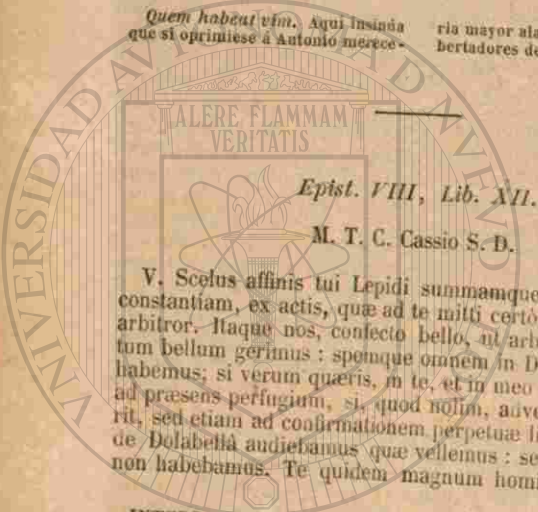 Quem habeat vim. Aqui insinúa
que si oprimiese á Antonio merece-
ria mayor ala
bertadores de
ALERE FLAMMAM
VERITATIS
Epist. VIII, Lib. XII.
M. T. C. Cassio S. D.
V. Scelus affinis tui Lepidi summamque
constantiam, ex actis, quæ ad te mitti certò
arbitror. Itaque nos, confecto bello, ut arb
tum bellum gerimus : spemque omnem in D
habemus; si verum quæris, in te, et in meo
ad præsens perfugium, si, quod nolim, adve
rit, sed etiam ad confirmationem perpetuæ li
de Dolabellâ audiebamus quæ vellemus : se
non habebamus. Te quidem magnum homi